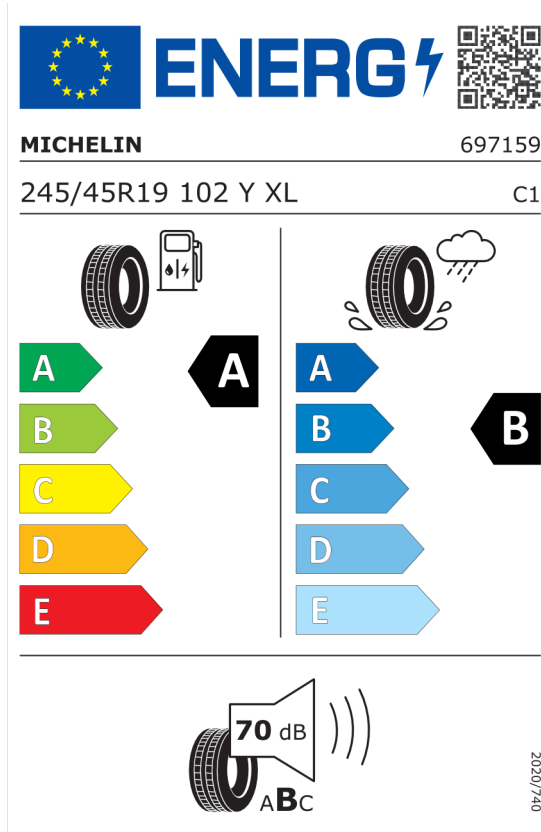 ENERG
MICHELIN 697159
245/45R19 102 Y XL C1
A A A
B B B
C C
D D
E E
70 dB
ABC
2020/740